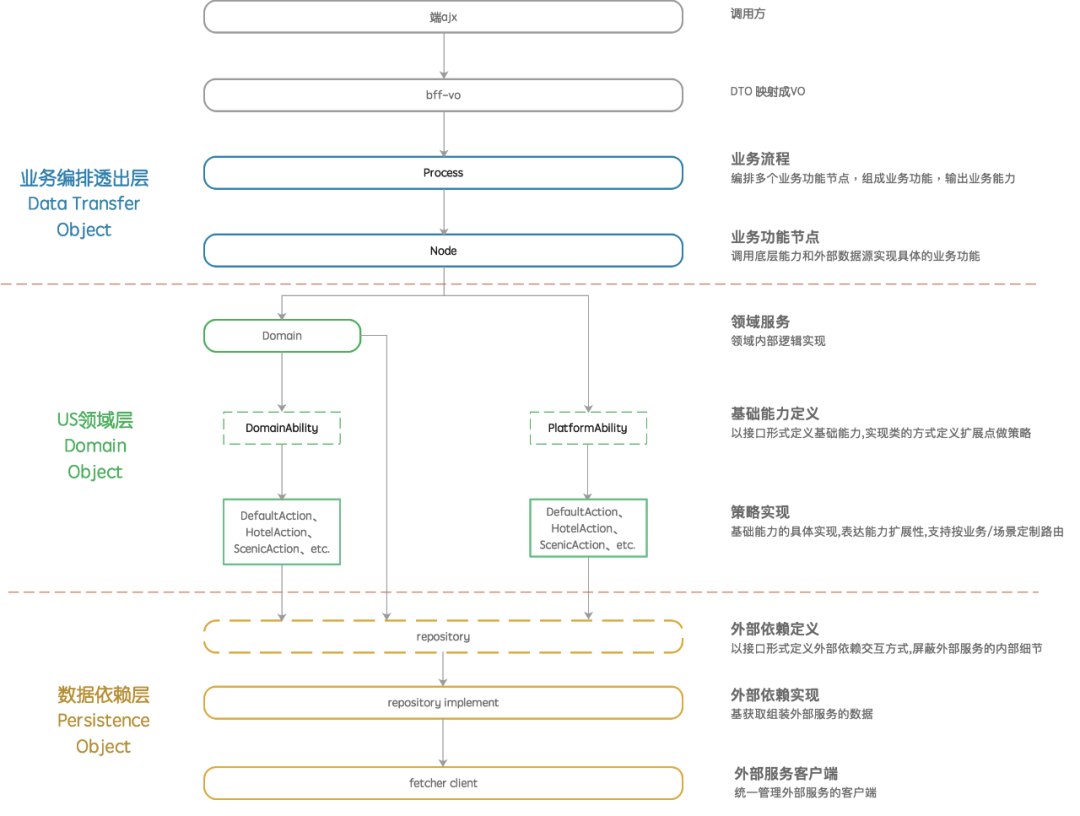 端ajx
调用方
bff-vo
DTO 映射成VO
业务编排透出层
Data Transfer
Object
Process
业务流程
编排多个业务功能节点，组成业务功能，输出业务能力
Node
业务功能节点
调用底层能力和外部数据源实现具体的业务功能
US领域层
Domain
Object
Domain
领域服务
领域内部逻辑实现
DomainAbility
PlatformAbility
基础能力定义
以接口形式定义基础能力,实现类的方式定义扩展点做策略
DefaultAction、
HotelAction、
ScenicAction、etc.
DefaultAction、
HotelAction、
ScenicAction、etc.
策略实现
基础能力的具体实现,表达能力扩展性,支持按业务/场景定制路由
数据依赖层
Persistence
Object
repository
外部依赖定义
以接口形式定义外部依赖交互方式,屏蔽外部服务的内部细节
repository implement
外部依赖实现
基获取组装外部服务的数据
fetcher client
外部服务客户端
统一管理外部服务的客户端